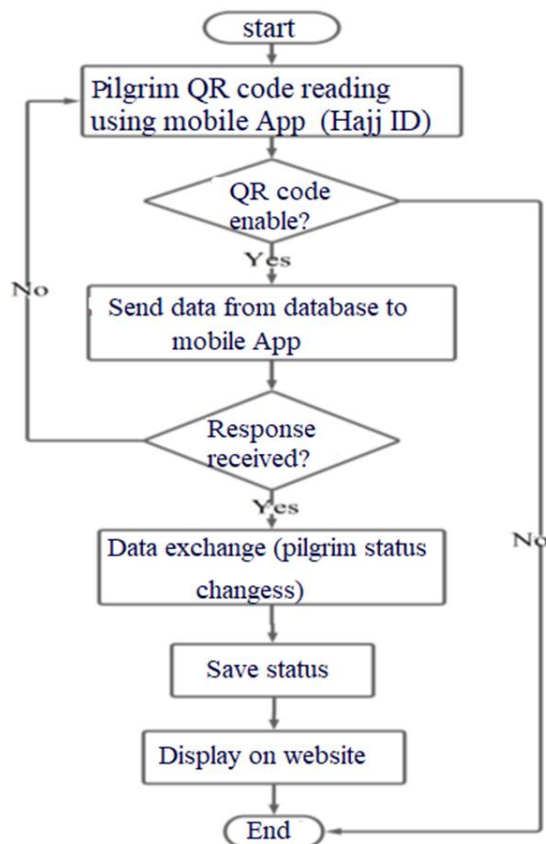 start
Pilgrim QR code reading
using mobile App (Hajj ID)
QR code
enable?
Yes
No
Send data from database to
mobile App
Response
received?
Yes
No
Data exchange (pilgrim status
changess)
Save status
Display on website
End